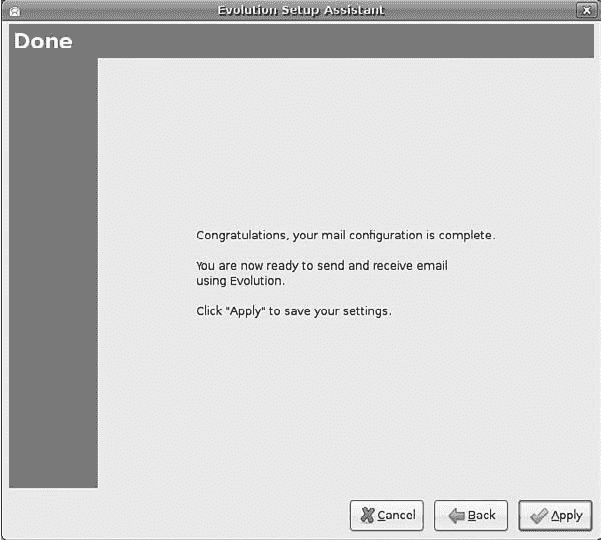 Evolution Setup Assistant
Done
Congratulations, your mail configuration is complete.
You are now ready to send and receive email
using Evolution.
Click "Apply" to save your settings.
Cancel
Back
Apply